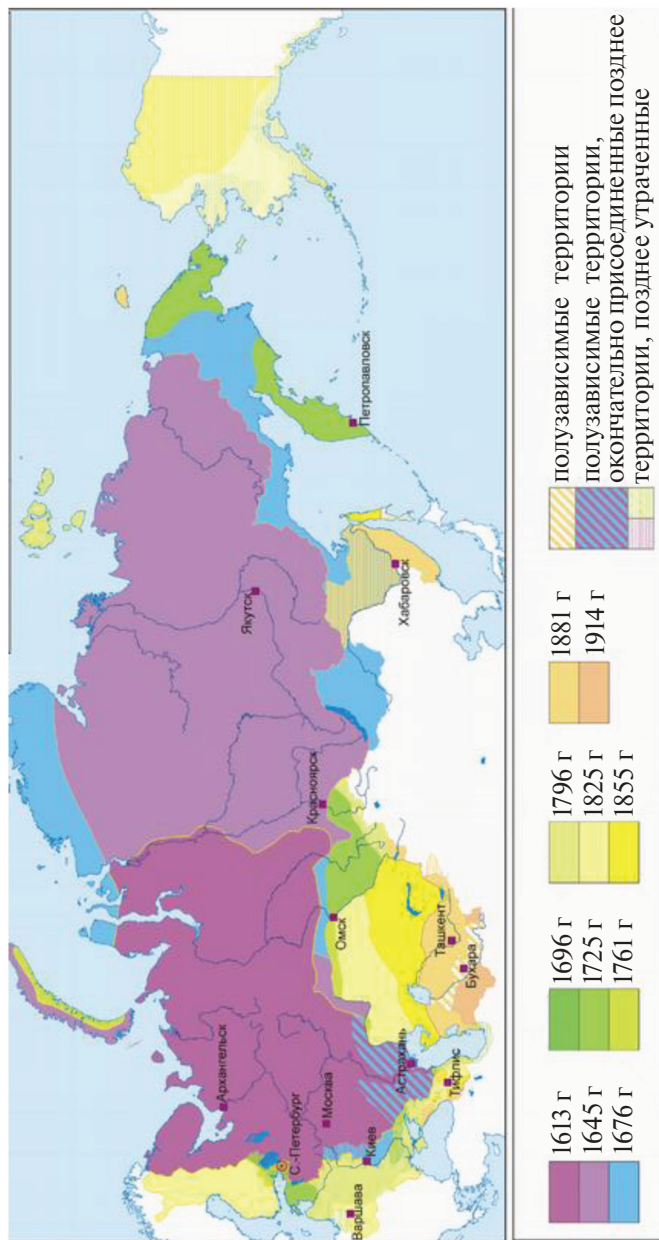 Архангельск
С.-Петербург
Москва
Варшава
Киев
Астрахань
Тифлис
Омск
Красноярск
Ташкент
Бухара
Якутск
Хабаровск
Петропавловск
1613 г
1645 г
1676 г
1696 г
1725 г
1761 г
1796 г
1825 г
1855 г
1881 г
1914 г
полузависимые территории
полузависимые территории,
окончательно присоединенные позднее
территории, позднее утраченные